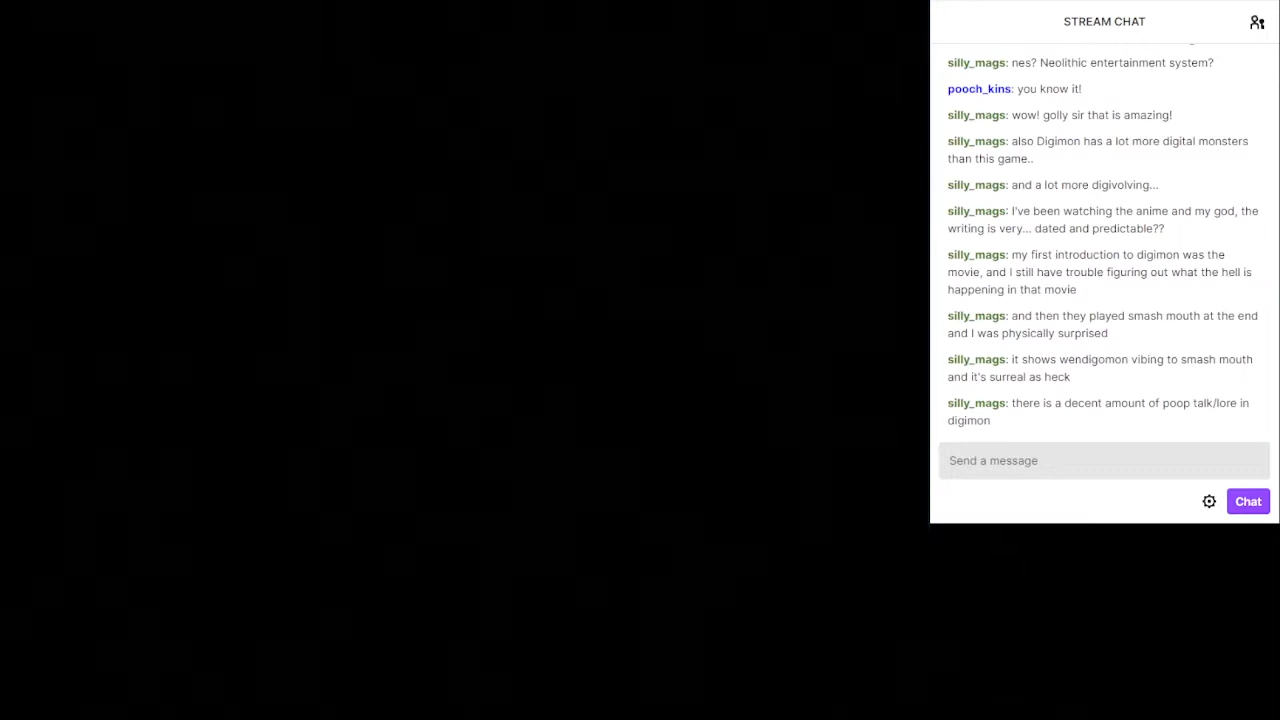 STREAM CHAT
silly_mags: nes? Neolithic entertainment system?
pooch_kins: you know it!
silly_mags: wow! golly sir that is amazing!
silly_mags: also Digimon has a lot more digital monsters
than this game..
silly_mags: and a lot more digivolving...
silly_mags: I've been watching the anime and my god, the
writing is very... dated and predictable??
silly_mags: my first introduction to digimon was the
movie, and I still have trouble figuring out what the hell is
happening in that movie
silly_mags: and then they played smash mouth at the end
and I was physically surprised
silly_mags: it shows wendigomon vibing to smash mouth
and it's surreal as heck
silly_mags: there is a decent amount of poop talk/lore in
digimon
Send a message
Chat